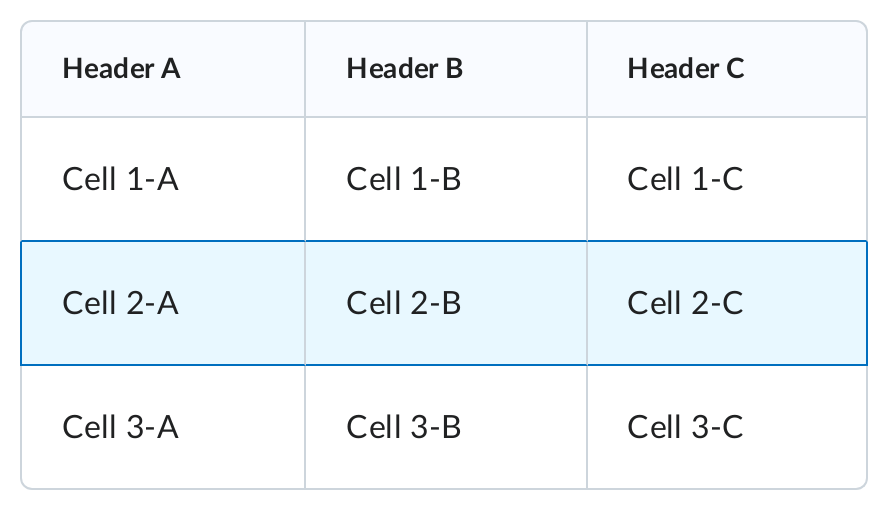 Header A Header B Header C
Cell 1-A Cell 1-B Cell 1-C
Cell 2-A Cell 2-B Cell 2-C
Cell 3-A Cell 3-B Cell 3-C